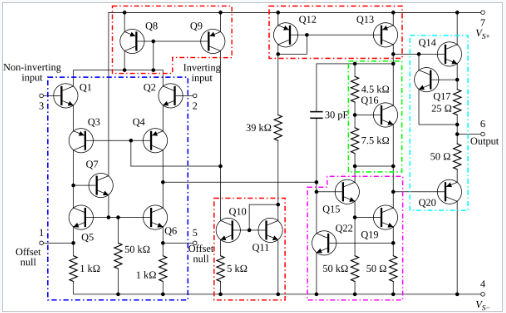 Q8
Q9
Q12
Q13
7
V_S+
Q14
Non-inverting
input
Inverting
input
Q1
Q2
3
2
4.5 kΩ
Q16
Q17
25 Ω
30 pF
39 kΩ
7.5 kΩ
6
Output
Q3
Q4
50 Ω
Q7
Q20
Q15
Q10
Q11
Q22
Q19
1
Offset
null
Q5
Q6
5
Offset
null
50 kΩ
1 kΩ
1 kΩ
5 kΩ
50 kΩ
50 Ω
4
V_S−